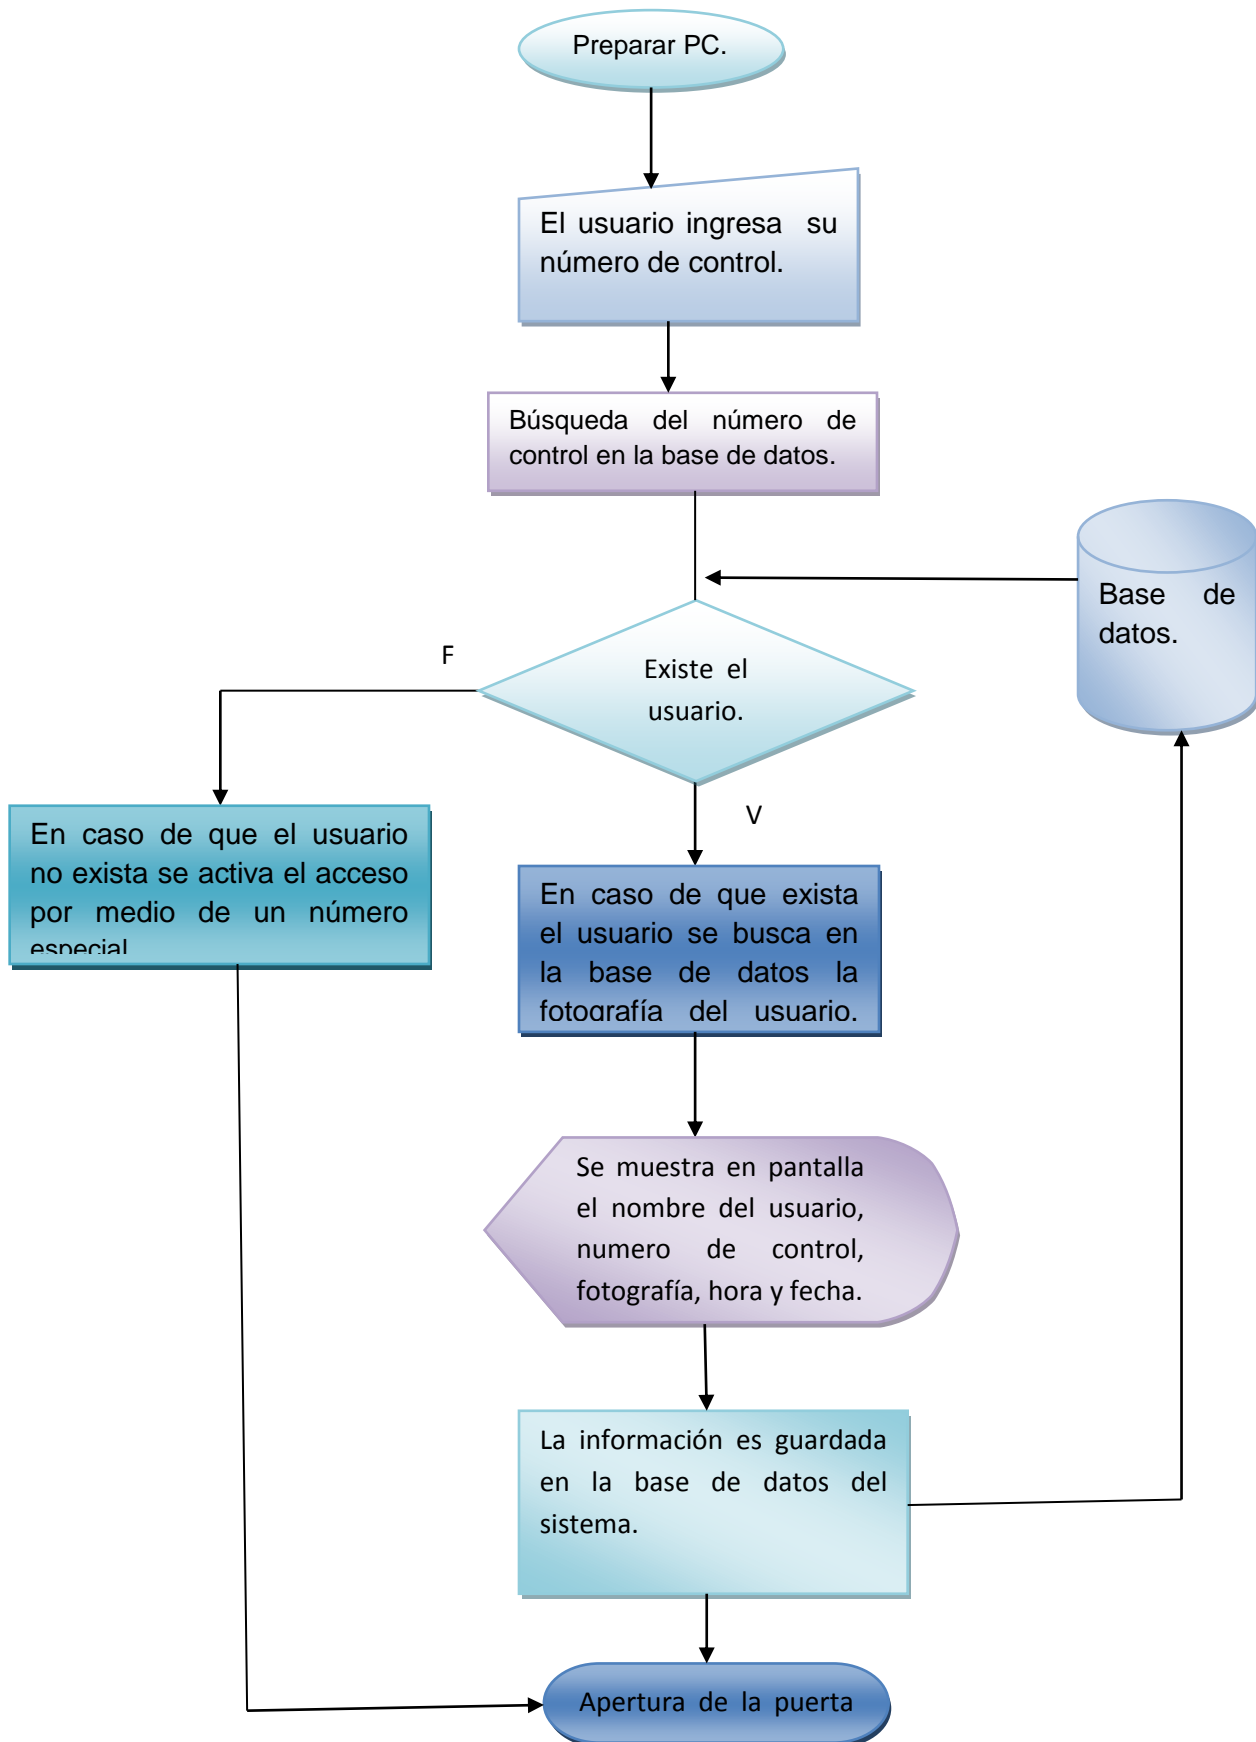 Preparar PC.
El usuario ingresa su
número de control.
Búsqueda del número de
control en la base de datos.
Base de
datos.
Existe el
usuario.
F
V
En caso de que el usuario
no exista se activa el acceso
por medio de un número
especial
En caso de que exista
el usuario se busca en
la base de datos la
fotografía del usuario.
Se muestra en pantalla
el nombre del usuario,
numero de control,
fotografía, hora y fecha.
La información es guardada
en la base de datos del
sistema.
Apertura de la puerta